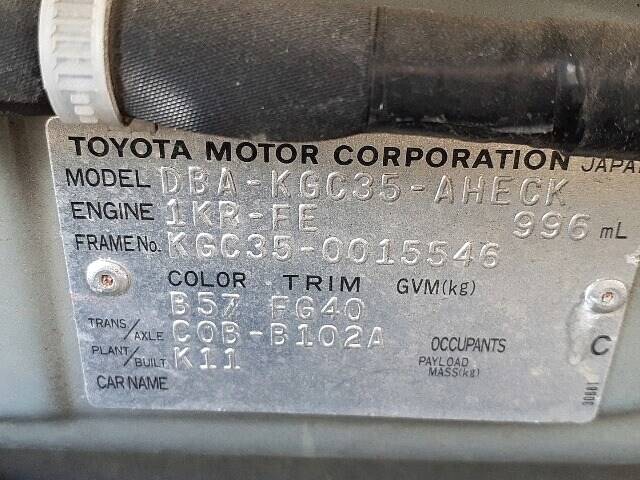 TOYOTA MOTOR CORPORATION JAPAN
MODEL DBA-KGC35-AHECK
ENGINE 1KR-FE 996 mL
FRAME No. KGC35-0015546
COLOR TRIM GVM(kg)
B57 FG40
TRANS/AXLE C0B-B102A OCCUPANTS C
PLANT/BUILT K11 PAYLOAD MASS(kg)
CAR NAME
30881